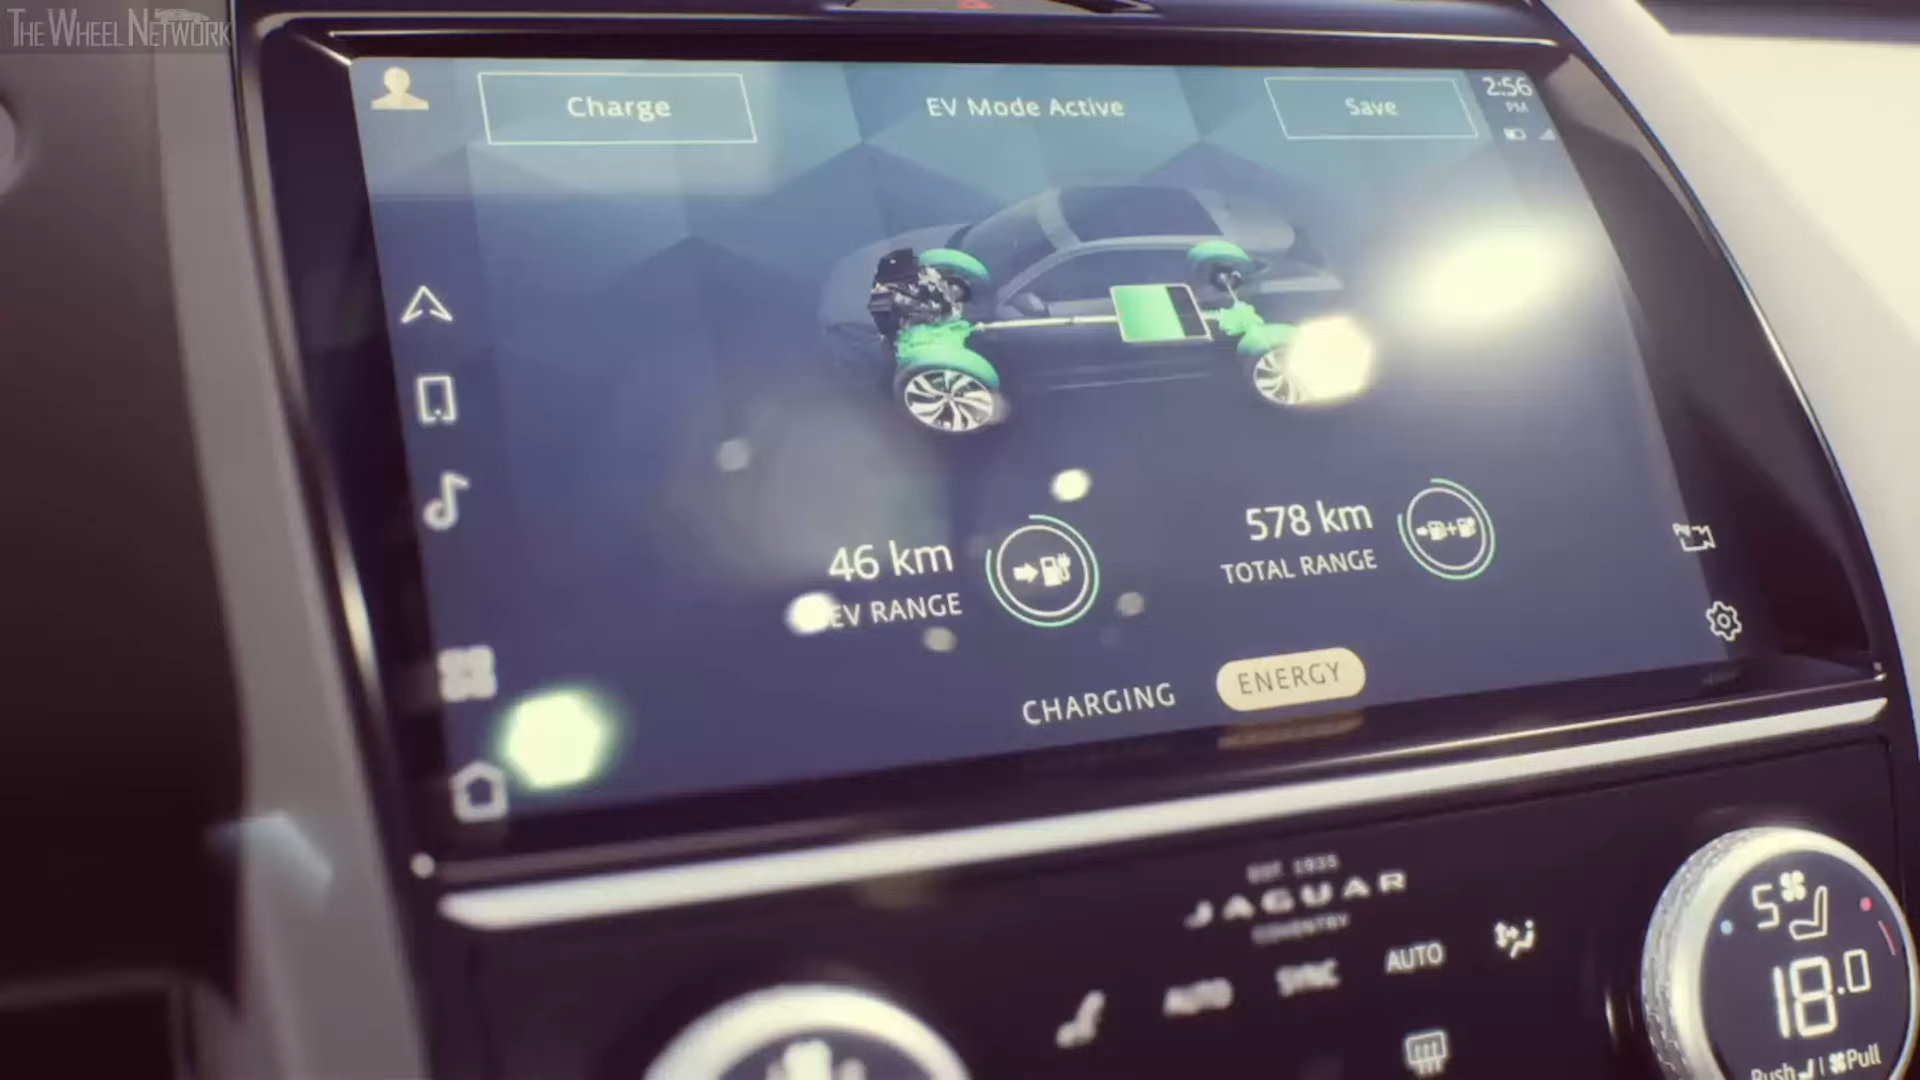 THE WHEEL NETWORK
Charge
EV Mode Active
Save
2:56
PM
46 km
EV RANGE
578 km
TOTAL RANGE
CHARGING
ENERGY
EST. 1935
JAGUAR
COVENTRY
AUTO
SYNC
AUTO
5
18.0
Push
Pull